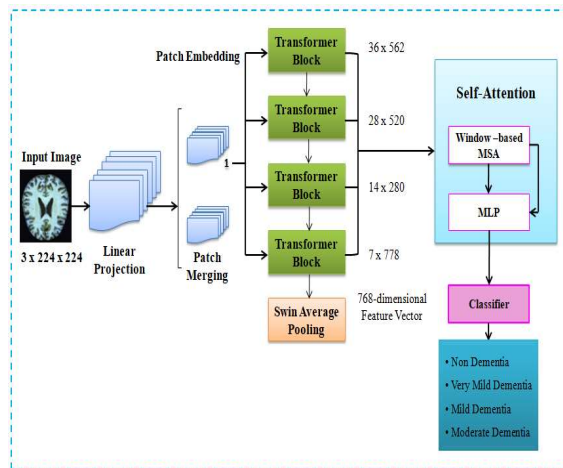 Input Image
3 x 224 x 224
Linear
Projection
Patch
Merging
Patch Embedding
1
Transformer
Block
36 x 562
Transformer
Block
28 x 520
Transformer
Block
14 x 280
Transformer
Block
7 x 778
Swin Average
Pooling
768-dimensional
Feature Vector
Self-Attention
Window –based
MSA
MLP
Classifier
• Non Dementia
• Very Mild Dementia
• Mild Dementia
• Moderate Dementia